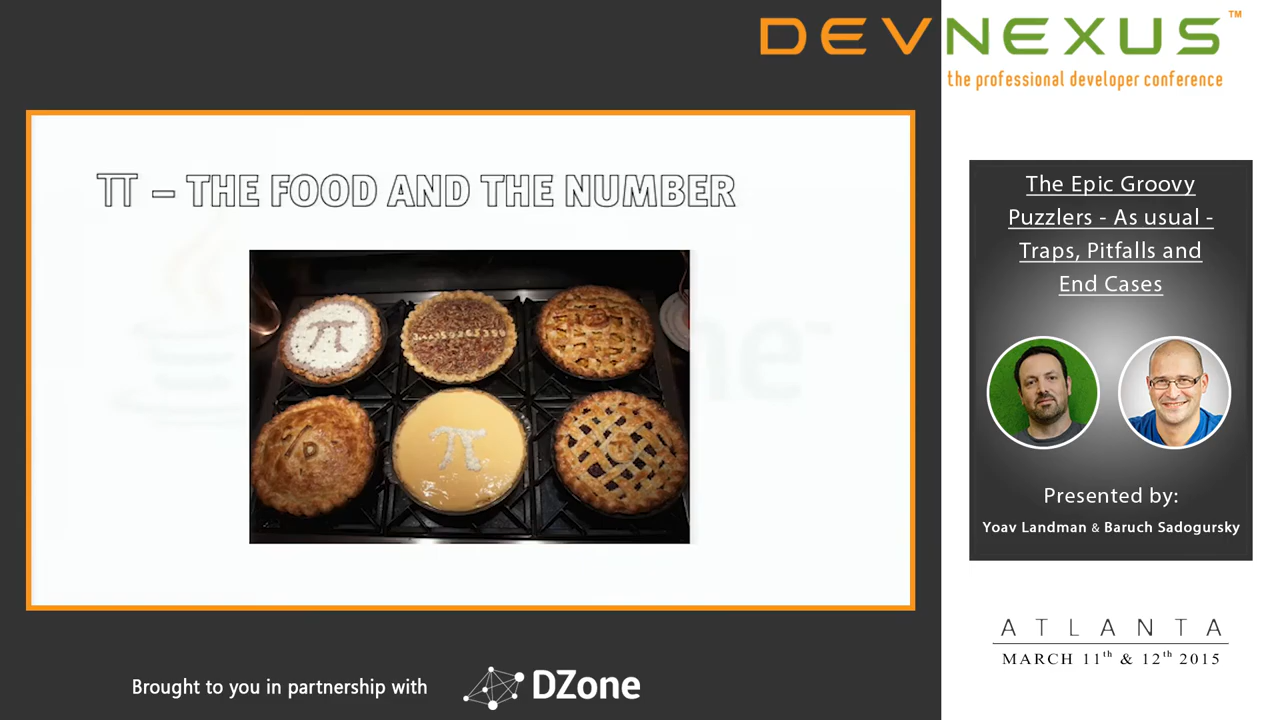 DEVNEXUS™
the professional developer conference
π – THE FOOD AND THE NUMBER
π
π
The Epic Groovy
Puzzlers - As usual -
Traps, Pitfalls and
End Cases
Presented by:
Yoav Landman & Baruch Sadogursky
ATLANTA
MARCH 11th & 12th 2015
Brought to you in partnership with
DZone